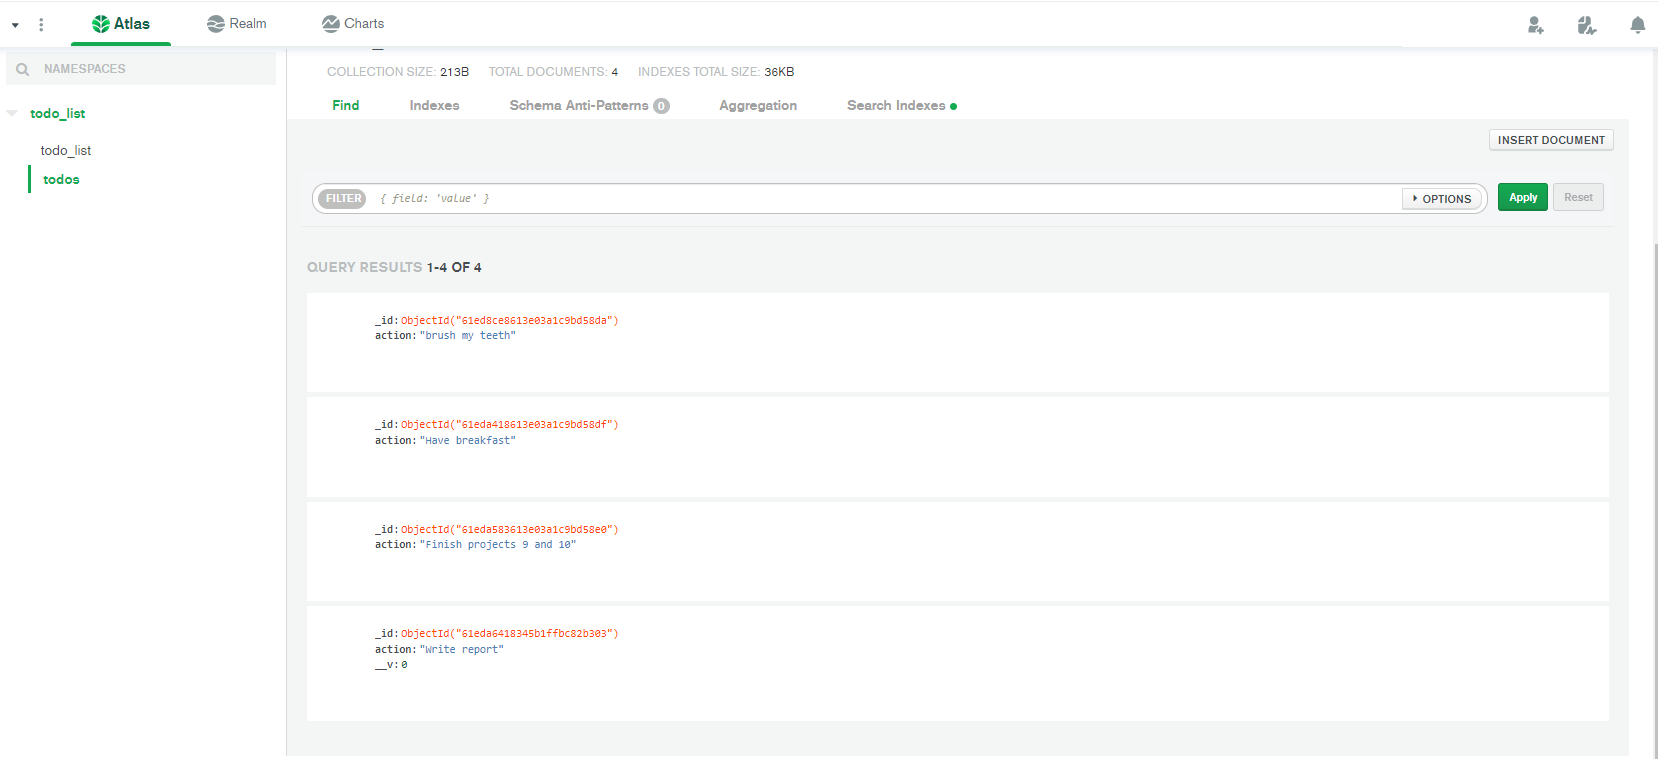 Atlas
Realm
Charts
NAMESPACES
todo_list
todo_list
todos
COLLECTION SIZE: 213B TOTAL DOCUMENTS: 4 INDEXES TOTAL SIZE: 36KB
Find Indexes Schema Anti-Patterns 0 Aggregation Search Indexes
INSERT DOCUMENT
FILTER { field: 'value' } OPTIONS Apply Reset
QUERY RESULTS 1-4 OF 4
_id: ObjectId("61ed8ce8613e03a1c9bd58da")
action: "brush my teeth"
_id: ObjectId("61eda418613e03a1c9bd58df")
action: "Have breakfast"
_id: ObjectId("61eda583613e03a1c9bd58e0")
action: "Finish projects 9 and 10"
_id: ObjectId("61eda6418345b1ffbc82b303")
action: "Write report"
__v: 0